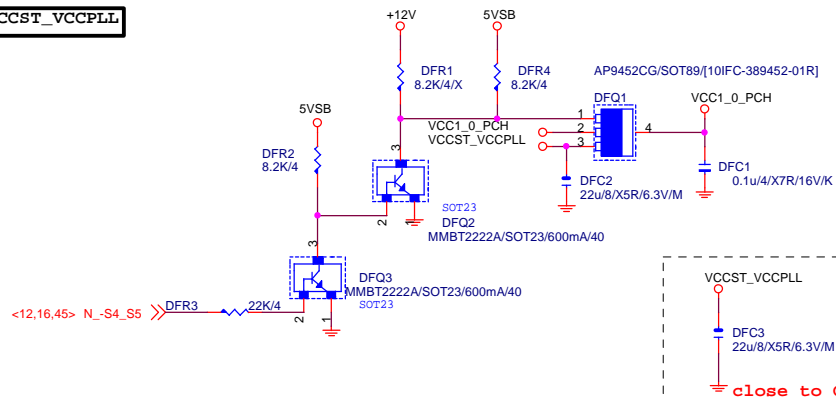 CCST_VCCPLL
+12V
5VSB
DFR1
8.2K/4/X
DFR4
8.2K/4
AP9452CG/SOT89/[10IFC-389452-01R]
DFQ1
VCC1_0_PCH
5VSB
VCC1_0_PCH
VCCST_VCCPLL
1
2
3
4
DFR2
8.2K/4
3
2
1
SOT23
DFQ2
MMBT2222A/SOT23/600mA/40
DFC2
22u/8/X5R/6.3V/M
DFC1
0.1u/4/X7R/16V/K
3
DFQ3
MMBT2222A/SOT23/600mA/40
SOT23
<12,16,45> N_-S4_S5
DFR3
22K/4
2
1
VCCST_VCCPLL
DFC3
22u/8/X5R/6.3V/M
close to